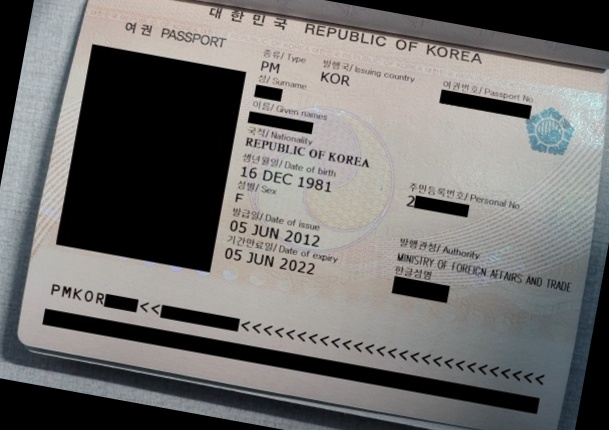 대한민국 REPUBLIC OF KOREA
여권 PASSPORT
종류/Type
발행국/Issuing country
여권번호/Passport No
PM
KOR
성/Surname
이름/Given names
국적/Nationality
REPUBLIC OF KOREA
생년월일/Date of birth
16 DEC 1981
주민등록번호/Personal No
2
성별/Sex
F
발급일/Date of issue
05 JUN 2012
발행관청/Authority
MINISTRY OF FOREIGN AFFAIRS AND TRADE
기간만료일/Date of expiry
05 JUN 2022
한글성명
PMKOR<<<<<<<<<<<<<<<<<<<<<<<<<<<<<<<